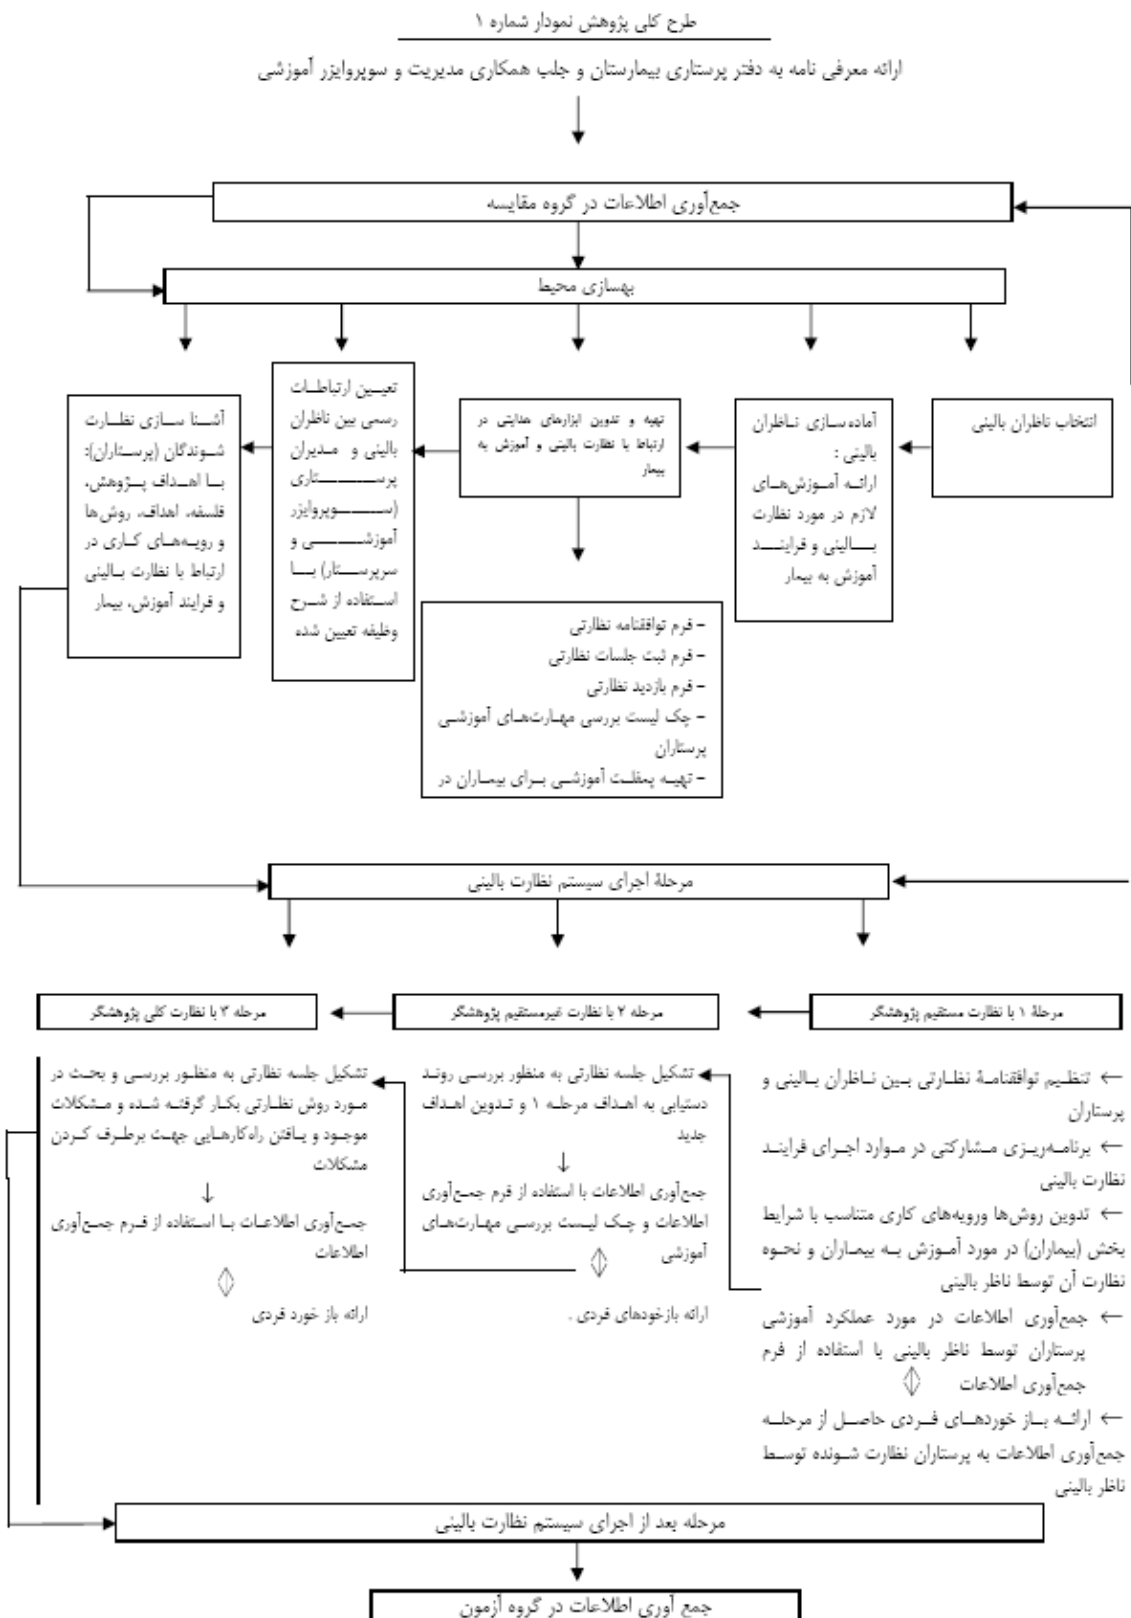 طرح کلی پژوهش نمودار شماره ۱
ارائه معرفی نامه به دفتر پرستاری بیمارستان و جلب همکاری مدیریت و سوپروایزر آموزشی
جمع‌آوری اطلاعات در گروه مقایسه
بهسازی محیط
انتخاب ناظران بالینی
آماده‌سازی ناظران
بالینی :
ارائه آموزش‌های
لازم در مورد نظارت
بالینی و فرایند
آموزش به بیمار
تهیه و تدوین ابزارهای هدایتی در
ارتباط با نظارت بالینی و آموزش به
بیمار
- فرم توافقنامه نظارتی
- فرم ثبت جلسات نظارتی
- فرم بازدید نظارتی
- چک لیست بررسی مهارت‌های آموزشی
پرستاران
- تهیه پمفلت آموزشی برای بیماران در
تعیین ارتباطات
رسمی بین ناظران
بالینی و مدیران
پرستاری
(سوپروایزر
آموزشی و
سرپرستار) با
استفاده از شرح
وظیفه تعیین شده
آشنا سازی نظارت
شوندگان (پرستاران):
با اهداف پژوهش،
فلسفه، اهداف، روش‌ها
و رویه‌های کاری در
ارتباط با نظارت بالینی
و فرایند آموزش، بیمار
مرحلهٔ اجرای سیستم نظارت بالینی
مرحلهٔ ۱ با نظارت مستقیم پژوهشگر
مرحله ۲ با نظارت غیرمستقیم پژوهشگر
مرحله ۳ با نظارت کلی پژوهشگر
← تنظیم توافقنامهٔ نظارتی بین ناظران بالینی و
پرستاران
← برنامه‌ریزی مشارکتی در موارد اجرای فرایند
نظارت بالینی
← تدوین روش‌ها ورویه‌های کاری متناسب با شرایط
بخش (بیماران) در مورد آموزش به بیماران و نحوه
نظارت آن توسط ناظر بالینی
← جمع‌آوری اطلاعات در مورد عملکرد آموزشی
پرستاران توسط ناظر بالینی با استفاده از فرم
جمع‌آوری اطلاعات
← ارائه باز خوردهای فردی حاصل از مرحله
جمع‌آوری اطلاعات به پرستاران نظارت شونده توسط
ناظر بالینی
تشکیل جلسه نظارتی به منظور بررسی روند
دستیابی به اهداف مرحله ۱ و تدوین اهداف
جدید
↓
جمع‌آوری اطلاعات با استفاده از فرم جمع‌آوری
اطلاعات و چک لیست بررسی مهارت‌های
آموزشی
ارائه بازخودهای فردی .
تشکیل جلسه نظارتی به منظور بررسی و بحث در
مورد روش نظارتی بکار گرفته شده و مشکلات
موجود و یافتن راه‌کارهایی جهت برطرف کردن
مشکلات
↓
جمع‌آوری اطلاعات با استفاده از فرم جمع‌آوری
اطلاعات
ارائه باز خورد فردی
مرحله بعد از اجرای سیستم نظارت بالینی
جمع آوری اطلاعات در گروه آزمون